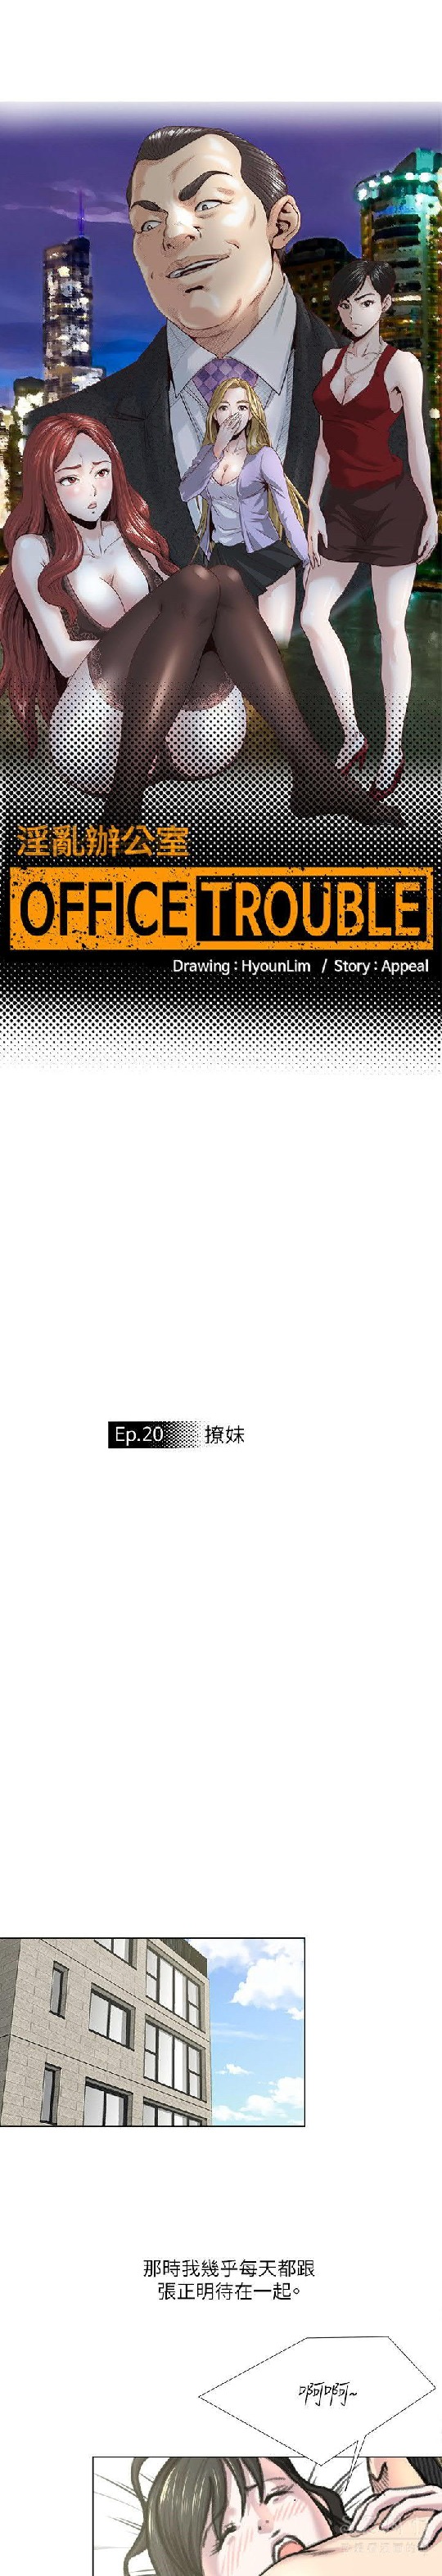 淫亂辦公室
OFFICE TROUBLE
Drawing : HyounLim / Story : Appeal
Ep.20 撩妹
那時我幾乎每天都跟
張正明待在一起。
啊啊~